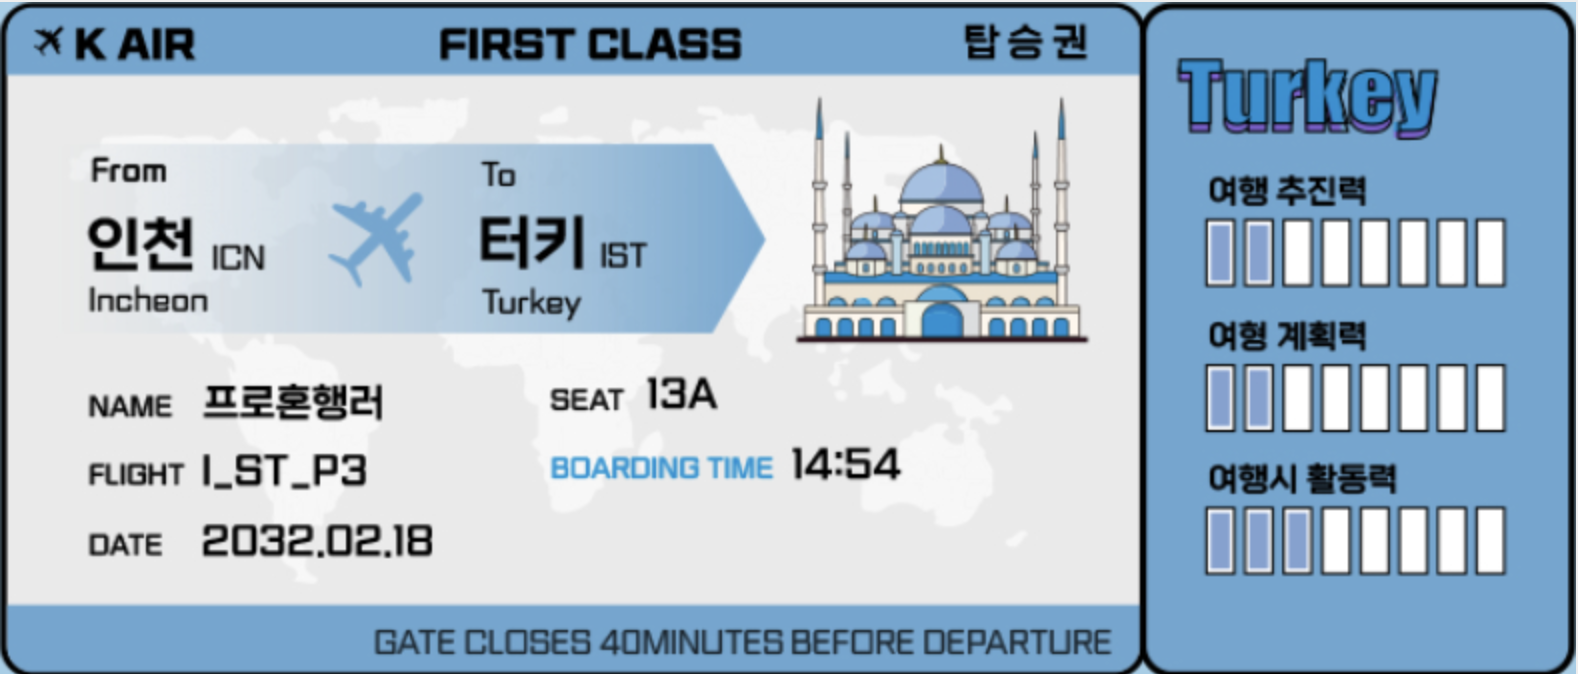 K AIR FIRST CLASS 탑승권
From To
인천 ICN 터키 IST
Incheon Turkey
NAME 프로혼행러 SEAT 13A
FLIGHT I_ST_P3 BOARDING TIME 14:54
DATE 2032.02.18
GATE CLOSES 40MINUTES BEFORE DEPARTURE
Turkey
여행 추진력
여형 계획력
여행시 활동력